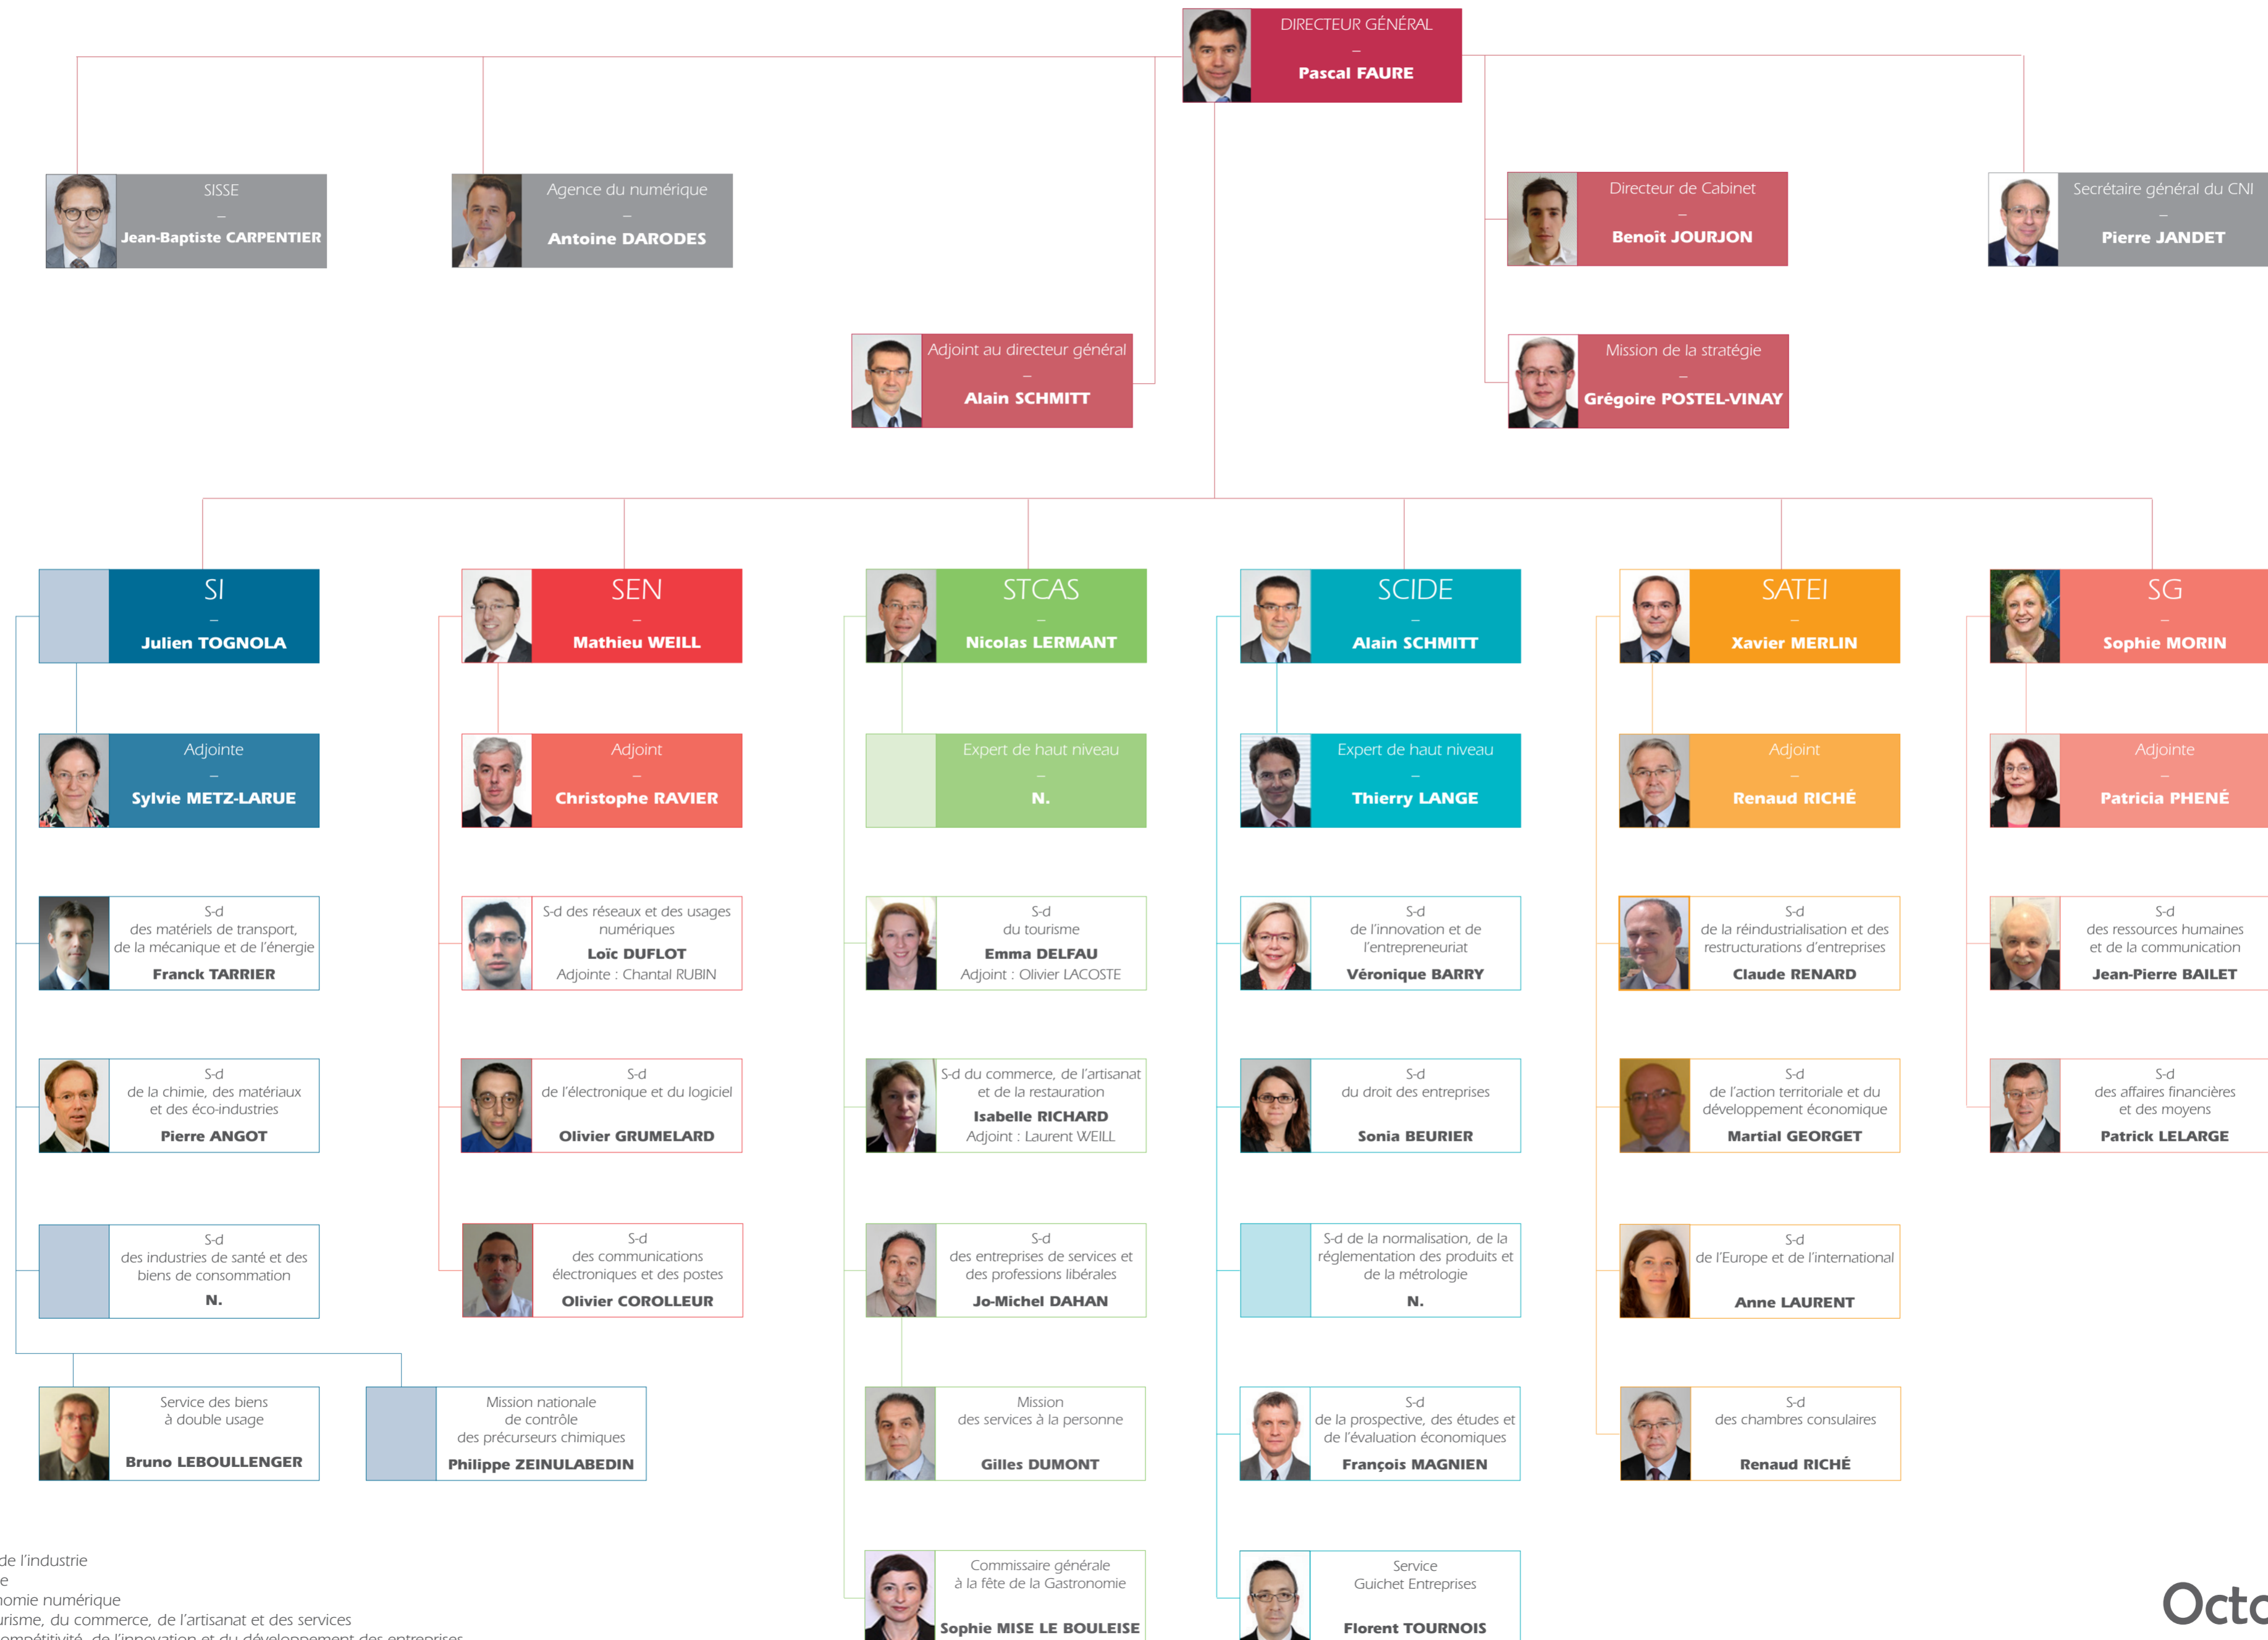 DIRECTEUR GÉNÉRAL
–
Pascal FAURE
SISSE
–
Jean-Baptiste CARPENTIER
Agence du numérique
–
Antoine DARODES
Directeur de Cabinet
–
Benoît JOURJON
Secrétaire général du CNI
–
Pierre JANDET
Adjoint au directeur général
–
Alain SCHMITT
Mission de la stratégie
–
Grégoire POSTEL-VINAY
SI
–
Julien TOGNOLA
Adjointe
–
Sylvie METZ-LARUE
S-d
des matériels de transport,
de la mécanique et de l'énergie
Franck TARRIER
S-d
de la chimie, des matériaux
et des éco-industries
Pierre ANGOT
S-d
des industries de santé et des
biens de consommation
N.
Service des biens
à double usage
Bruno LEBOULLENGER
Mission nationale
de contrôle
des précurseurs chimiques
Philippe ZEINULABEDIN
SEN
–
Mathieu WEILL
Adjoint
–
Christophe RAVIER
S-d des réseaux et des usages
numériques
Loïc DUFLOT
Adjointe : Chantal RUBIN
S-d
de l'électronique et du logiciel
Olivier GRUMELARD
S-d
des communications
électroniques et des postes
Olivier COROLLEUR
STCAS
–
Nicolas LERMANT
Expert de haut niveau
–
N.
S-d
du tourisme
Emma DELFAU
Adjoint : Olivier LACOSTE
S-d du commerce, de l'artisanat
et de la restauration
Isabelle RICHARD
Adjoint : Laurent WEILL
S-d
des entreprises de services et
des professions libérales
Jo-Michel DAHAN
Mission
des services à la personne
Gilles DUMONT
Commissaire générale
à la fête de la Gastronomie
Sophie MISE LE BOULEISE
SCIDE
–
Alain SCHMITT
Expert de haut niveau
–
Thierry LANGE
S-d
de l'innovation et de
l'entrepreneuriat
Véronique BARRY
S-d
du droit des entreprises
Sonia BEURIER
S-d de la normalisation, de la
réglementation des produits et
de la métrologie
N.
S-d
de la prospective, des études et
de l'évaluation économiques
François MAGNIEN
Service
Guichet Entreprises
Florent TOURNOIS
SATEI
–
Xavier MERLIN
Adjoint
–
Renaud RICHÉ
S-d
de la réindustrialisation et des
restructurations d'entreprises
Claude RENARD
S-d
de l'action territoriale et du
développement économique
Martial GEORGET
S-d
de l'Europe et de l'international
Anne LAURENT
S-d
des chambres consulaires
Renaud RICHÉ
SG
–
Sophie MORIN
Adjointe
–
Patricia PHENÉ
S-d
des ressources humaines
et de la communication
Jean-Pierre BAILET
S-d
des affaires financières
et des moyens
Patrick LELARGE
de l'industrie
e
nomie numérique
urisme, du commerce, de l'artisanat et des services
ompétitivité, de l'innovation et du développement des entreprises
Octo